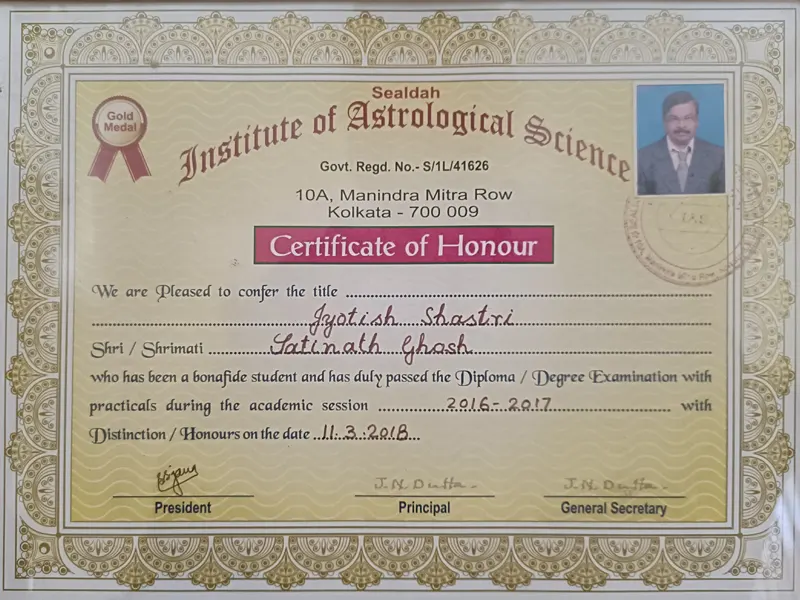 Sealdah
Institute of Astrological Science
Gold
Medal
Govt. Regd. No.- S/1L/41626
10A, Manindra Mitra Row
Kolkata - 700 009
Certificate of Honour
We are Pleased to confer the title
Jyotish Shastri
Shri / Shrimati Satinath Ghosh
who has been a bonafide student and has duly passed the Diploma / Degree Examination with
practicals during the academic session 2016-2017 with
Distinction / Honours on the date 11.3.2018
J.N. Dutta J.N. Dutta
President Principal General Secretary